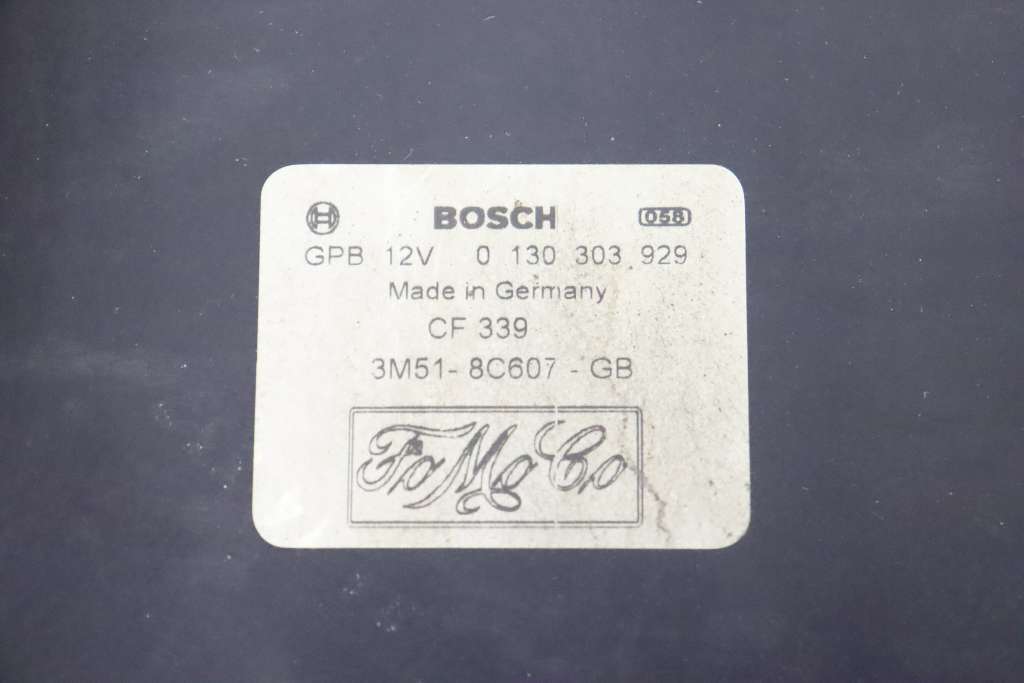 BOSCH 058
GPB 12V 0 130 303 929
Made in Germany
CF 339
3M51- 8C607 - GB
FoMoCo